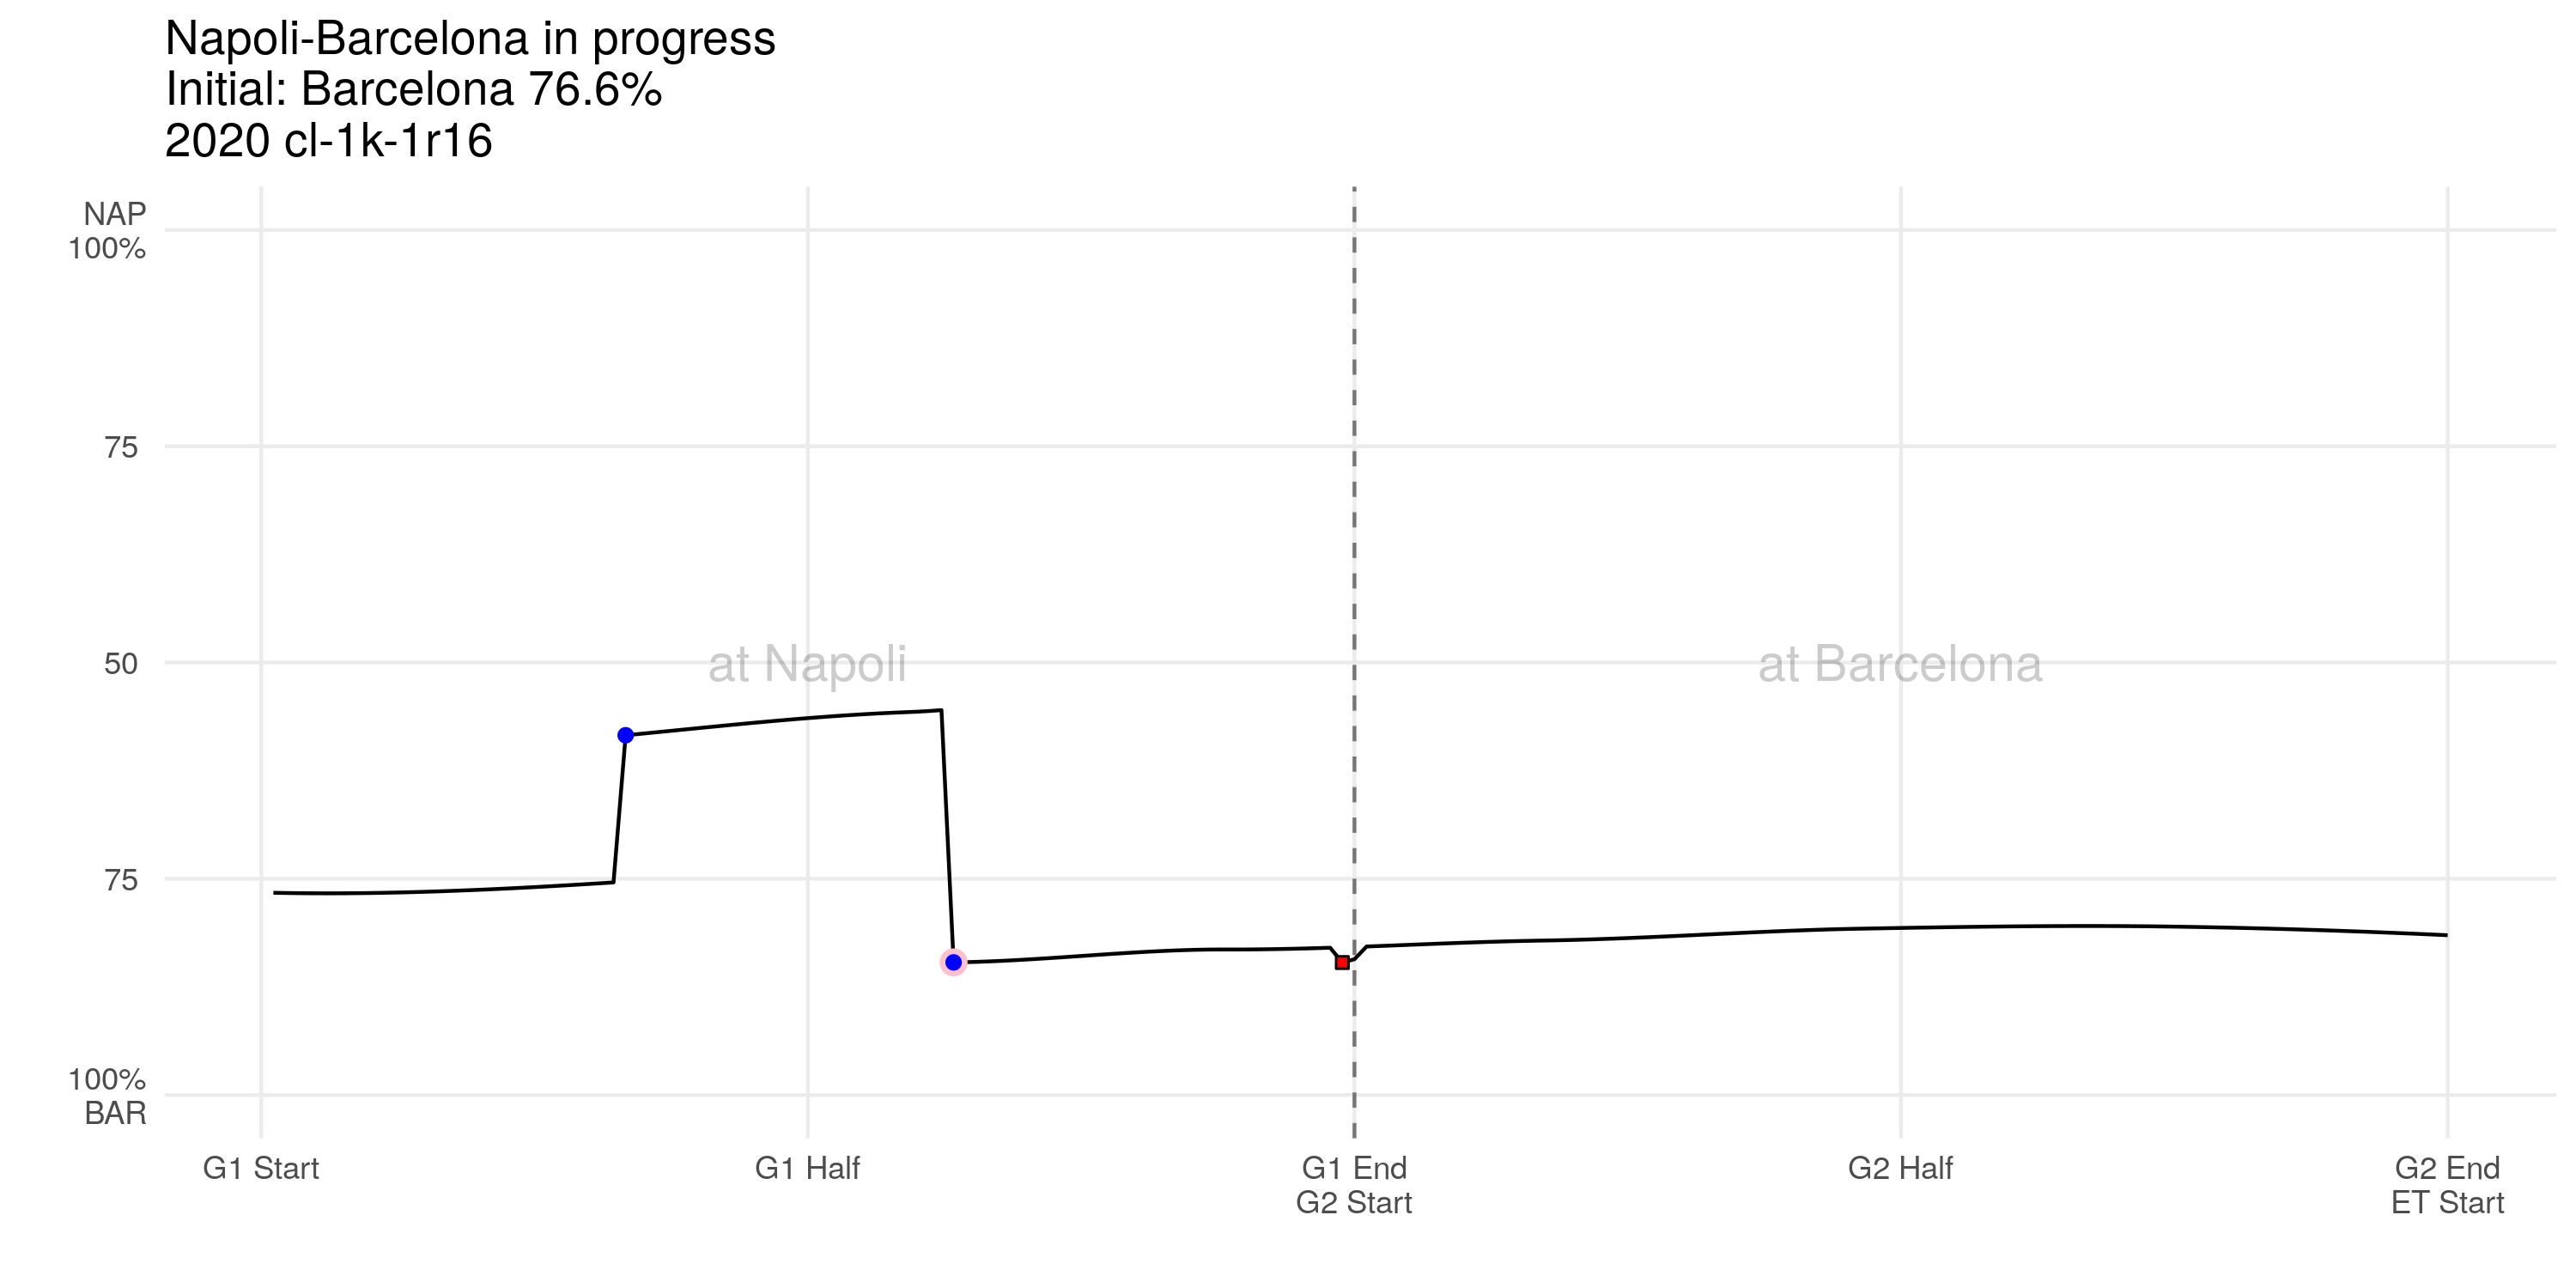 Napoli-Barcelona in progress
Initial: Barcelona 76.6%
2020 cl-1k-1r16
NAP
100%
75
50
at Napoli
at Barcelona
75
100%
BAR
G1 Start
G1 Half
G1 End
G2 Start
G2 Half
G2 End
ET Start